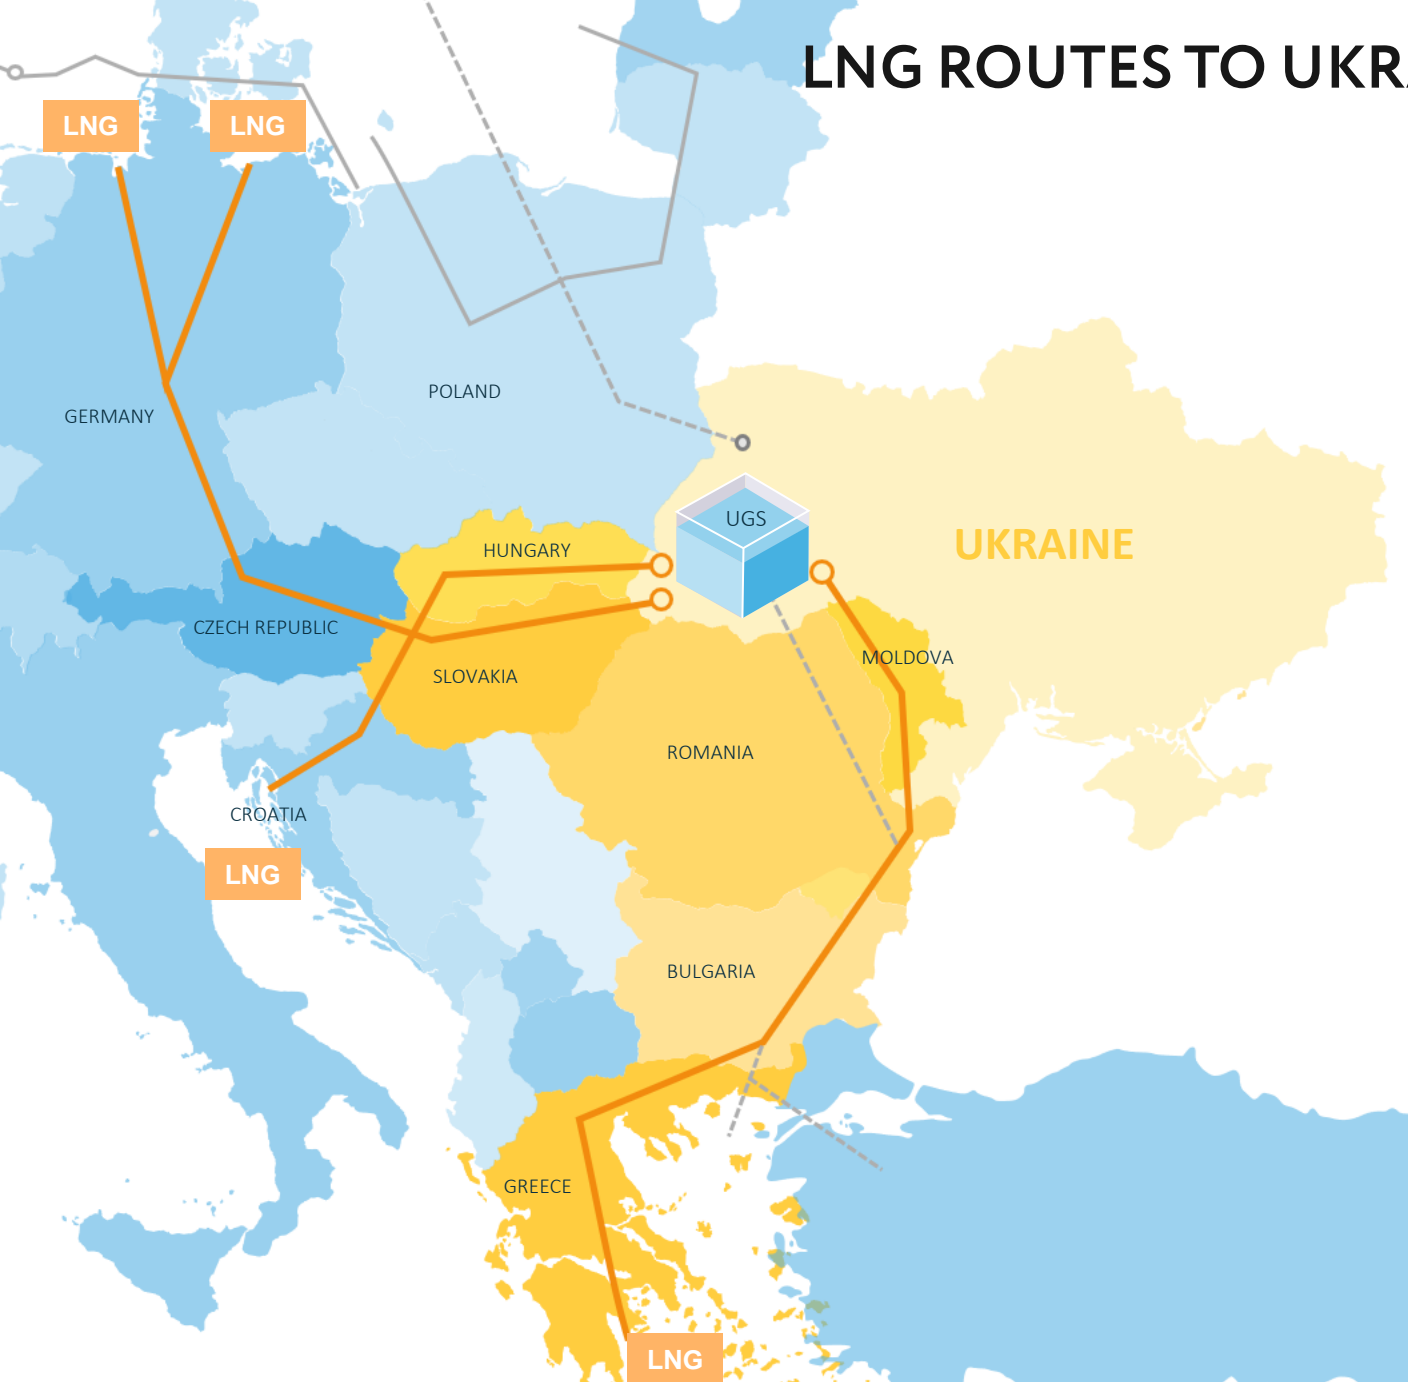 LNG ROUTES TO UKRA
LNG
LNG
POLAND
GERMANY
UGS
UKRAINE
HUNGARY
CZECH REPUBLIC
MOLDOVA
SLOVAKIA
ROMANIA
CROATIA
LNG
BULGARIA
GREECE
LNG